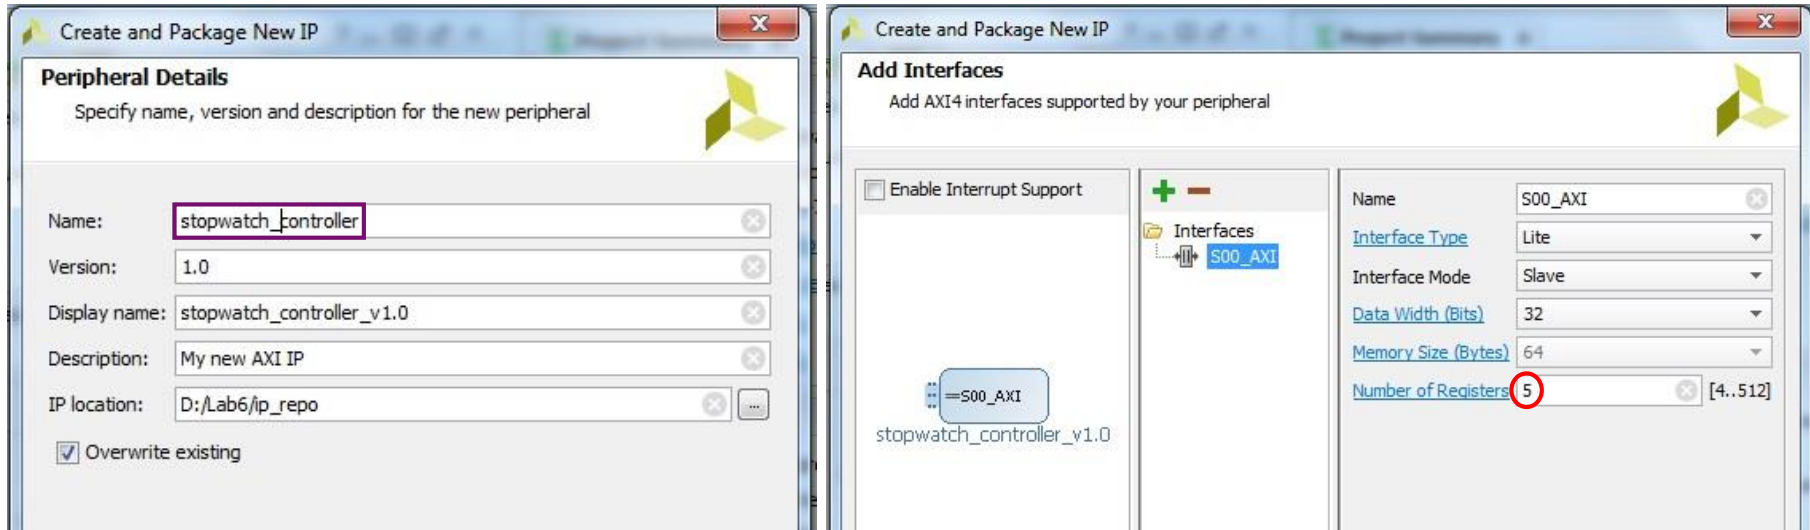 Create and Package New IP
Peripheral Details
Specify name, version and description for the new peripheral
Name: stopwatch_controller
Version: 1.0
Display name: stopwatch_controller_v1.0
Description: My new AXI IP
IP location: D:/Lab6/ip_repo ...
Overwrite existing
Create and Package New IP
Add Interfaces
Add AXI4 interfaces supported by your peripheral
Enable Interrupt Support
=S00_AXI
stopwatch_controller_v1.0
Interfaces
S00_AXI
Name S00_AXI
Interface Type Lite
Interface Mode Slave
Data Width (Bits) 32
Memory Size (Bytes) 64
Number of Registers 5 [4..512]